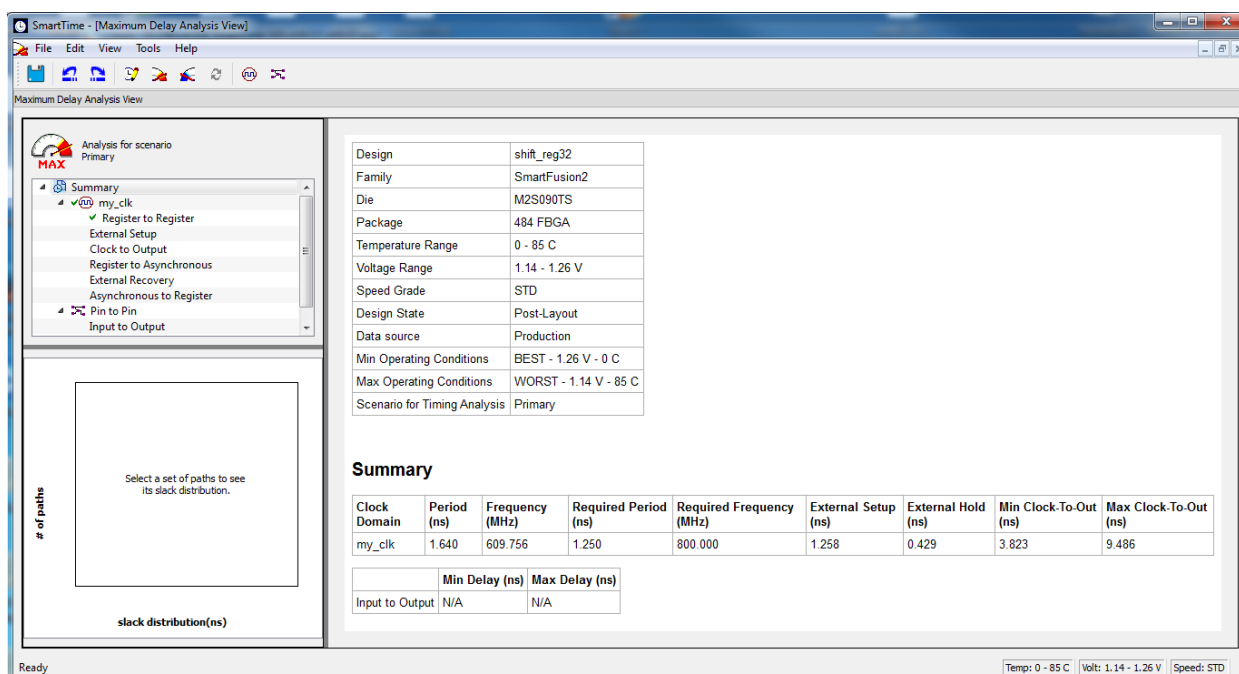 SmartTime - [Maximum Delay Analysis View]
File Edit View Tools Help
Maximum Delay Analysis View
MAX
Analysis for scenario
Primary
Summary
my_clk
Register to Register
External Setup
Clock to Output
Register to Asynchronous
External Recovery
Asynchronous to Register
Pin to Pin
Input to Output
# of paths
Select a set of paths to see
its slack distribution.
slack distribution(ns)
Design shift_reg32
Family SmartFusion2
Die M2S090TS
Package 484 FBGA
Temperature Range 0 - 85 C
Voltage Range 1.14 - 1.26 V
Speed Grade STD
Design State Post-Layout
Data source Production
Min Operating Conditions BEST - 1.26 V - 0 C
Max Operating Conditions WORST - 1.14 V - 85 C
Scenario for Timing Analysis Primary
Summary
Clock Domain Period (ns) Frequency (MHz) Required Period (ns) Required Frequency (MHz) External Setup (ns) External Hold (ns) Min Clock-To-Out (ns) Max Clock-To-Out (ns)
my_clk 1.640 609.756 1.250 800.000 1.258 0.429 3.823 9.486
Min Delay (ns) Max Delay (ns)
Input to Output N/A N/A
Ready Temp: 0 - 85 C Volt: 1.14 - 1.26 V Speed: STD